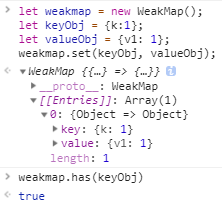 > let weakmap = new WeakMap();
let keyObj = {k:1};
let valueObj = {v1: 1};
weakmap.set(keyObj, valueObj);
< ▼ WeakMap {{…} => {…}} i
▶ __proto__: WeakMap
▼ [[Entries]]: Array(1)
▼ 0: {Object => Object}
▶ key: {k: 1}
▶ value: {v1: 1}
length: 1
> weakmap.has(keyObj)
< true